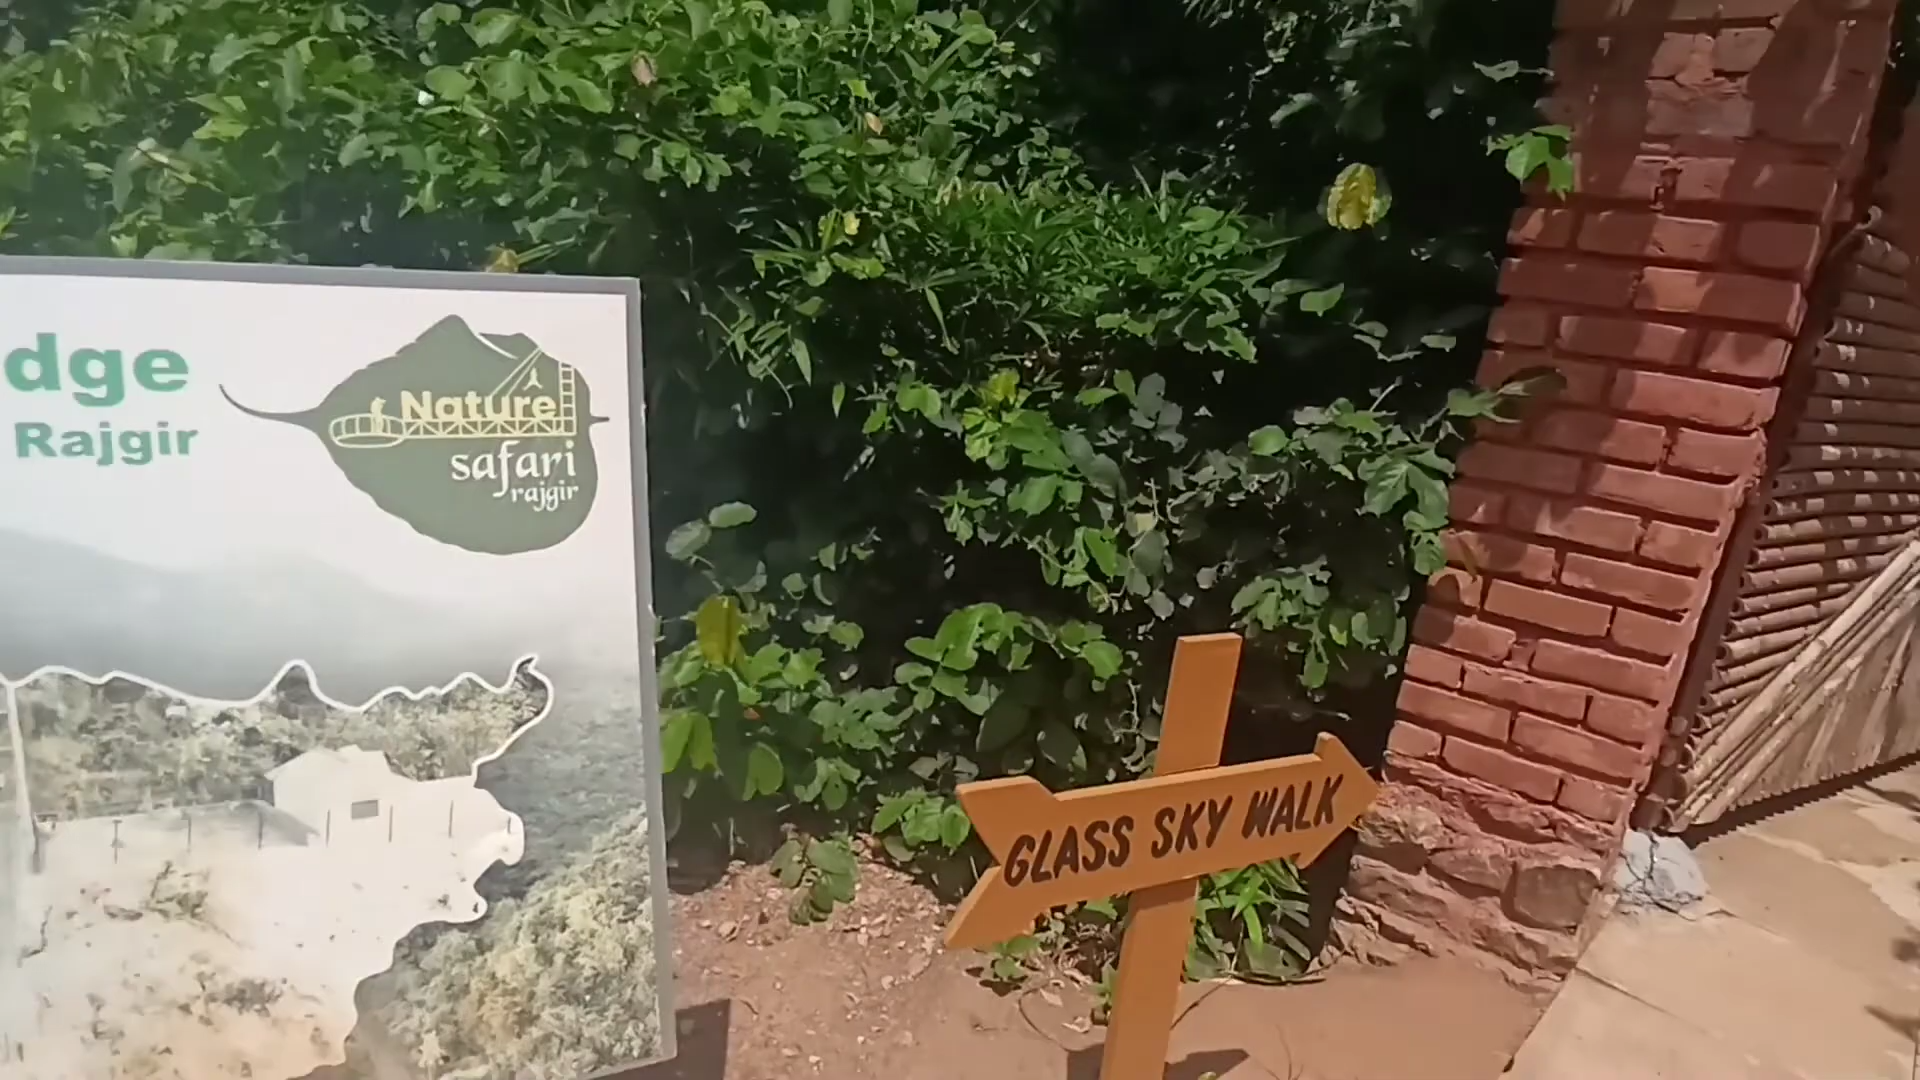 dge
Rajgir
Nature
safari
rajgir
GLASS SKY WALK